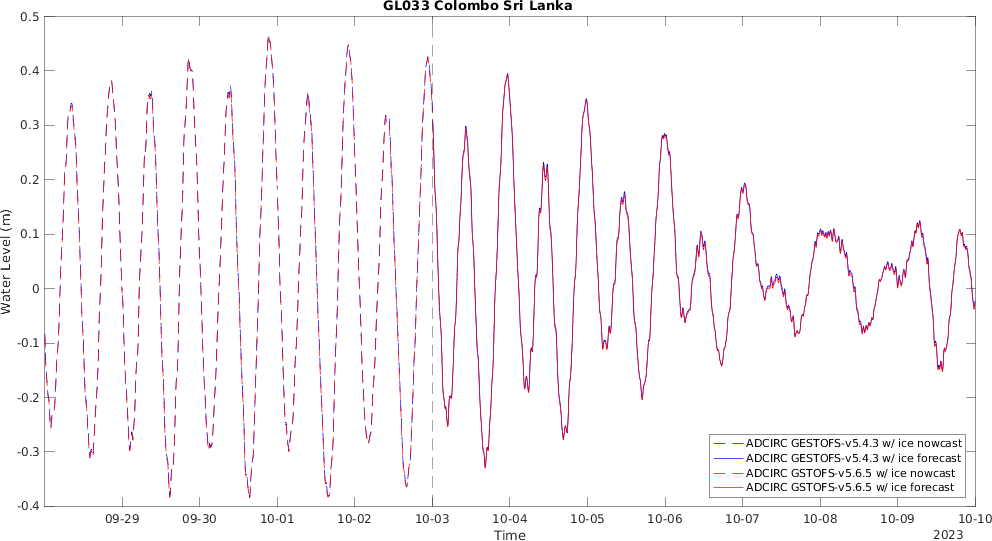 GL033 Colombo Sri Lanka
Water Level (m)
0.5
0.4
0.3
0.2
0.1
0
-0.1
-0.2
-0.3
-0.4
ADCIRC GESTOFS-v5.4.3 w/ ice nowcast
ADCIRC GESTOFS-v5.4.3 w/ ice forecast
ADCIRC GSTOFS-v5.6.5 w/ ice nowcast
ADCIRC GSTOFS-v5.6.5 w/ ice forecast
09-29 09-30 10-01 10-02 10-03 10-04 10-05 10-06 10-07 10-08 10-09 10-10
Time
2023